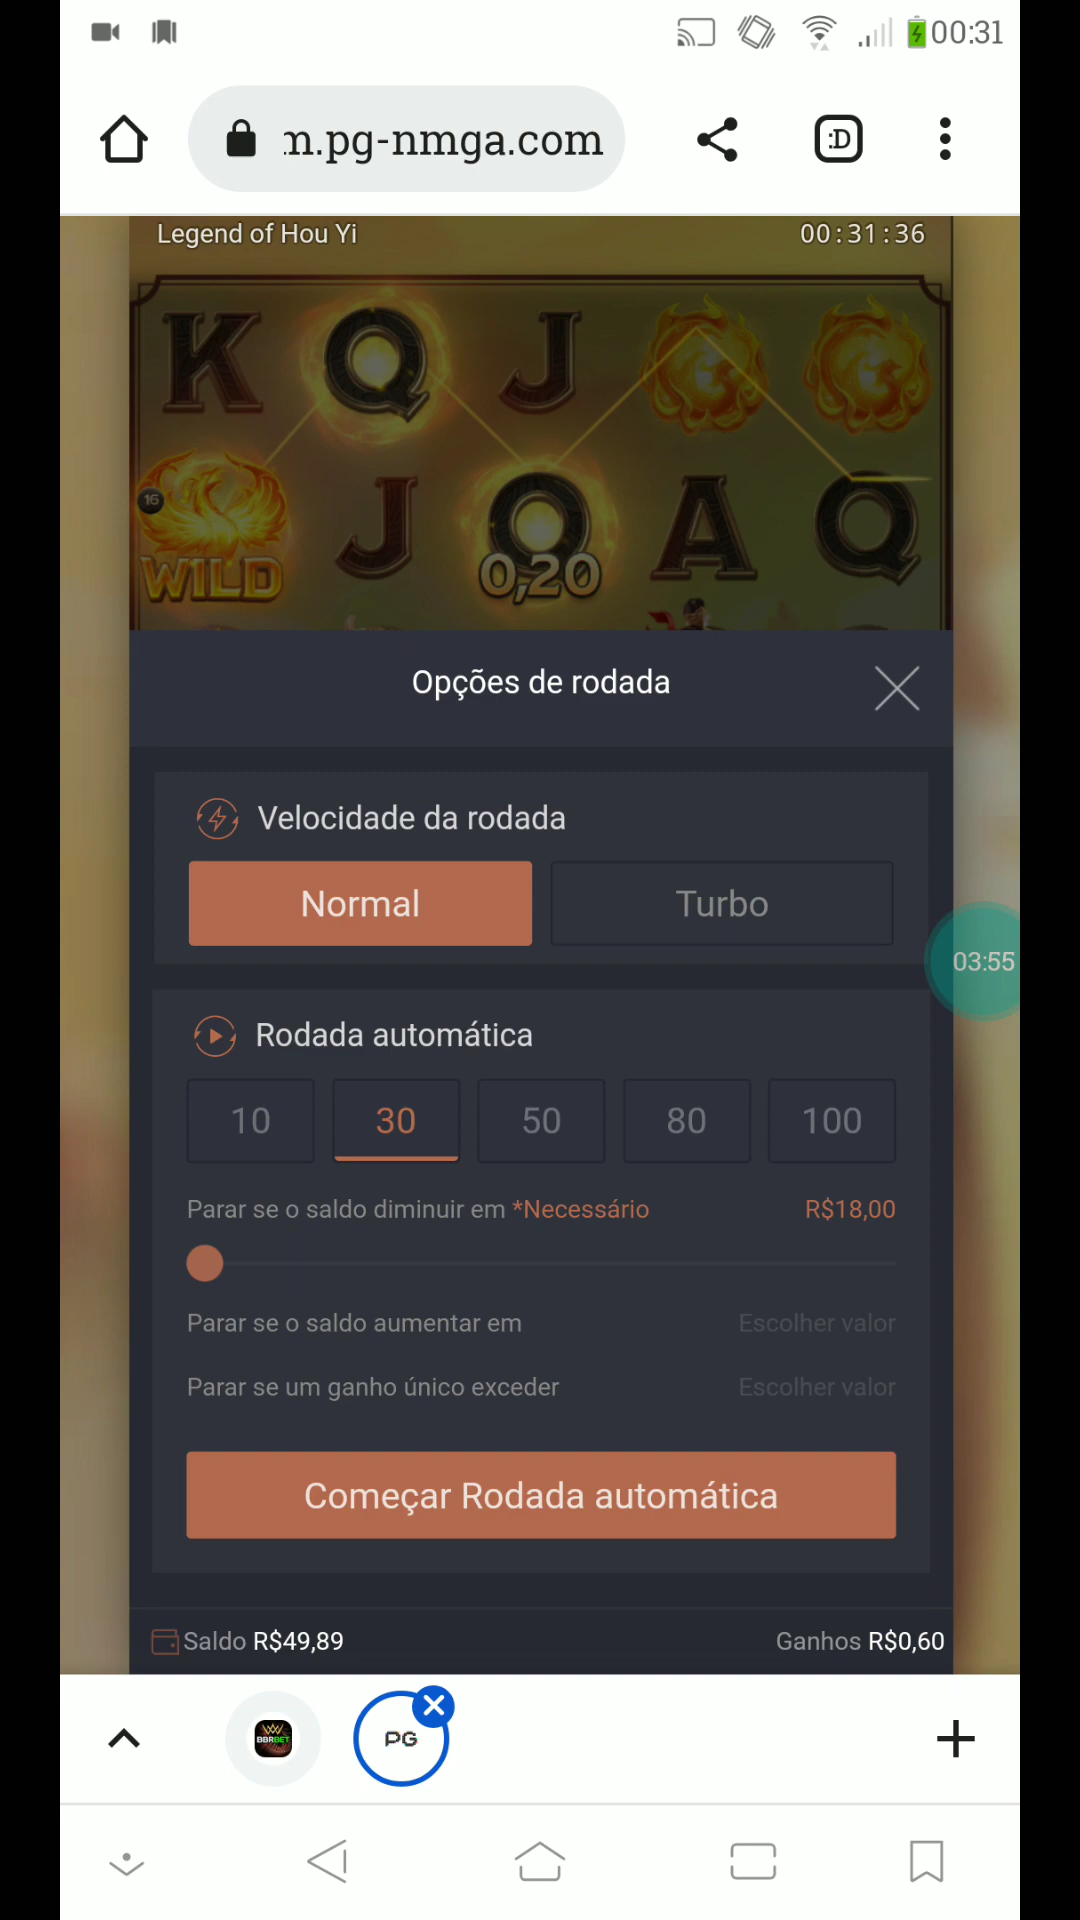 00:31
m.pg-nmga.com
:D
Legend of Hou Yi
00:31:36
K Q J
16
WILD J Q A Q
0,20
Opções de rodada
Velocidade da rodada
Normal
Turbo
03:55
Rodada automática
10
30
50
80
100
Parar se o saldo diminuir em *Necessário
R$18,00
Parar se o saldo aumentar em
Escolher valor
Parar se um ganho único exceder
Escolher valor
Começar Rodada automática
Saldo R$49,89
Ganhos R$0,60
BBRBET
PG